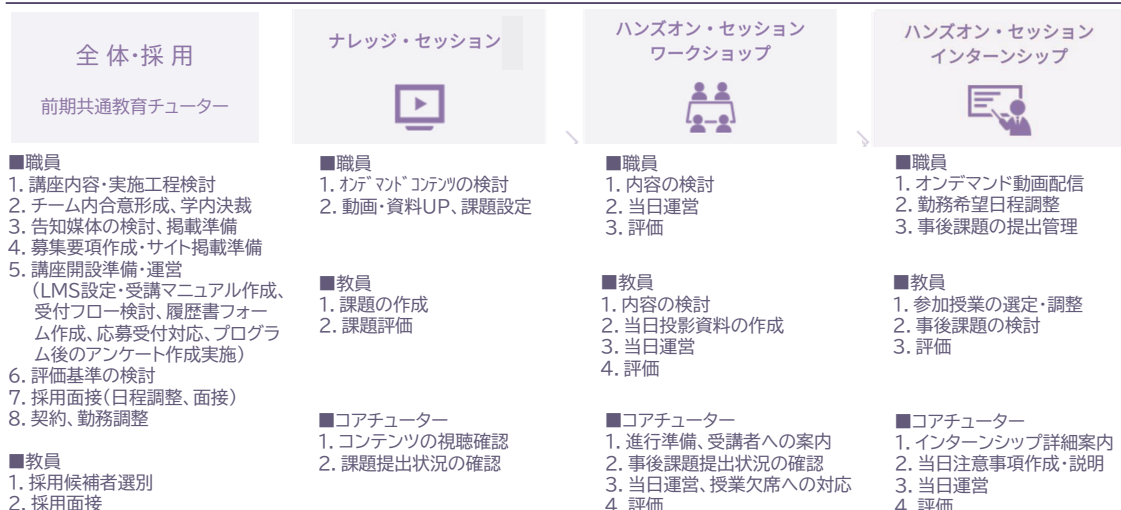 全体・採用
前期共通教育チューター
■職員
1. 講座内容・実施工程検討
2. チーム内合意形成、学内決裁
3. 告知媒体の検討、掲載準備
4. 募集要項作成・サイト掲載準備
5. 講座開設準備・運営
(LMS設定・受講マニュアル作成、
受付フロー検討、履歴書フォー
ム作成、応募受付対応、プログラ
ム後のアンケート作成実施)
6. 評価基準の検討
7. 採用面接(日程調整、面接)
8. 契約、勤務調整
■教員
1. 採用候補者選別
2. 採用面接
ナレッジ・セッション
■職員
1. オンデマンドコンテンツの検討
2. 動画・資料UP、課題設定
■教員
1. 課題の作成
2. 課題評価
■コアチューター
1. コンテンツの視聴確認
2. 課題提出状況の確認
ハンズオン・セッション
ワークショップ
■職員
1. 内容の検討
2. 当日運営
3. 評価
■教員
1. 内容の検討
2. 当日投影資料の作成
3. 当日運営
4. 評価
■コアチューター
1. 進行準備、受講者への案内
2. 事後課題提出状況の確認
3. 当日運営、授業欠席への対応
4. 評価
ハンズオン・セッション
インターンシップ
■職員
1. オンデマンド動画配信
2. 勤務希望日程調整
3. 事後課題の提出管理
■教員
1. 参加授業の選定・調整
2. 事後課題の検討
3. 評価
■コアチューター
1. インターンシップ詳細案内
2. 当日注意事項作成・説明
3. 当日運営
4. 評価